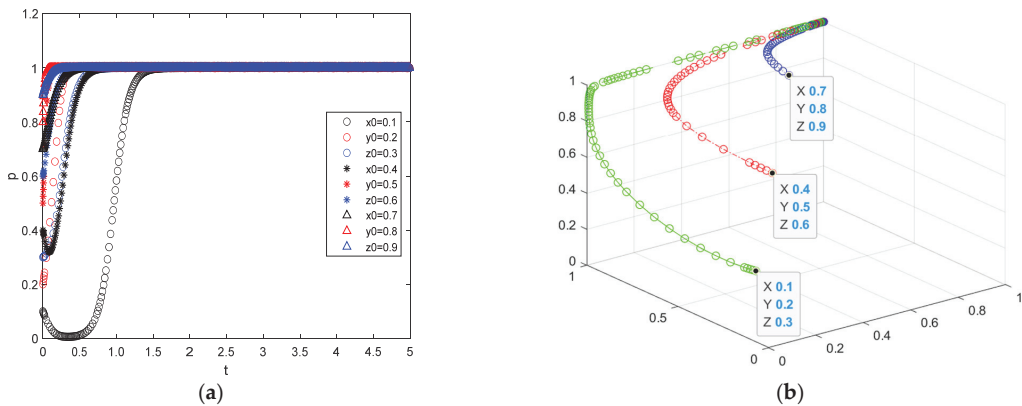 1.2
1
0.8
0.6
0.4
0.2
0
p
0
0.5
1.0
1.5
2
2.5
3
3.5
4
4.5
5
t
x0=0.1
y0=0.2
z0=0.3
x0=0.4
y0=0.5
z0=0.6
x0=0.7
y0=0.8
z0=0.9
(a)
1
0.8
0.6
0.4
0.2
0
1
0.5
0
0
0.2
0.4
0.6
0.8
1
X 0.7
Y 0.8
Z 0.9
X 0.4
Y 0.5
Z 0.6
X 0.1
Y 0.2
Z 0.3
(b)